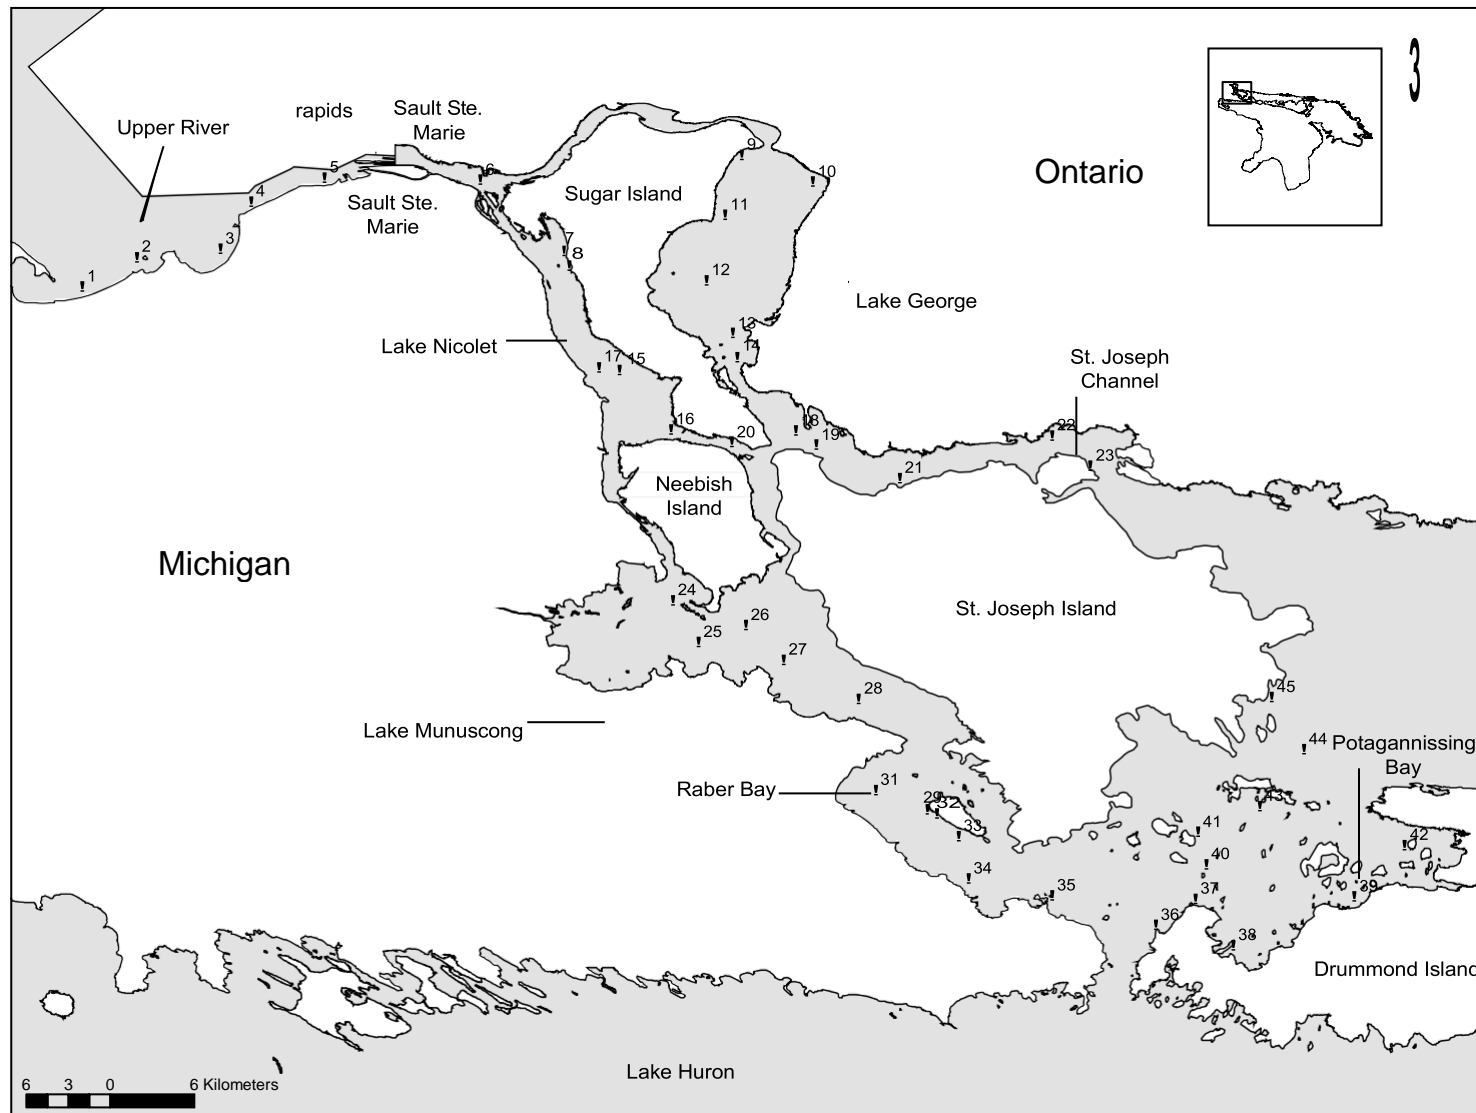 3
Sault Ste.
Marie
rapids
Upper River
Ontario
Sugar Island
Sault Ste.
Marie
Lake George
Lake Nicolet
St. Joseph
Channel
Neebish
Island
Michigan
St. Joseph Island
Lake Munuscong
Potagannissing
Bay
Raber Bay
Drummond Island
Lake Huron
6 3 0 6 Kilometers
1
2
3
4
5
6
7
8
9
10
11
12
13
14
17
15
16
20
18
19
21
22
23
24
25
26
27
28
31
29
32
33
34
35
36
37
38
39
40
41
42
43
44
45